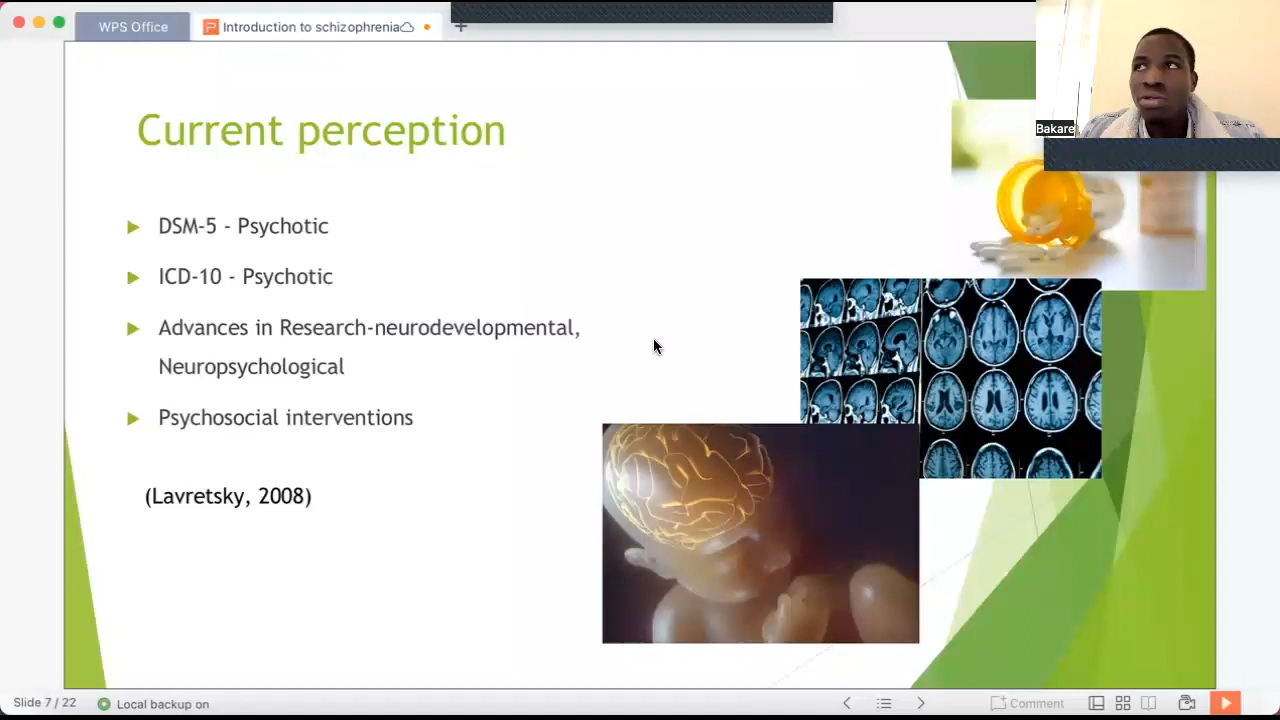 WPS Office
Introduction to schizophrenia
Bakare
Current perception
DSM-5 - Psychotic
ICD-10 - Psychotic
Advances in Research-neurodevelopmental,
Neuropsychological
Psychosocial interventions
(Lavretsky, 2008)
Slide 7 / 22
Local backup on
Comment